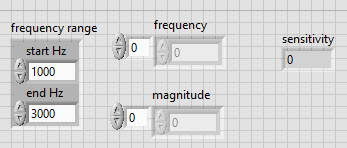 frequency range
start Hz
1000
end Hz
3000
frequency
0 0
magnitude
0 0
sensitivity
0